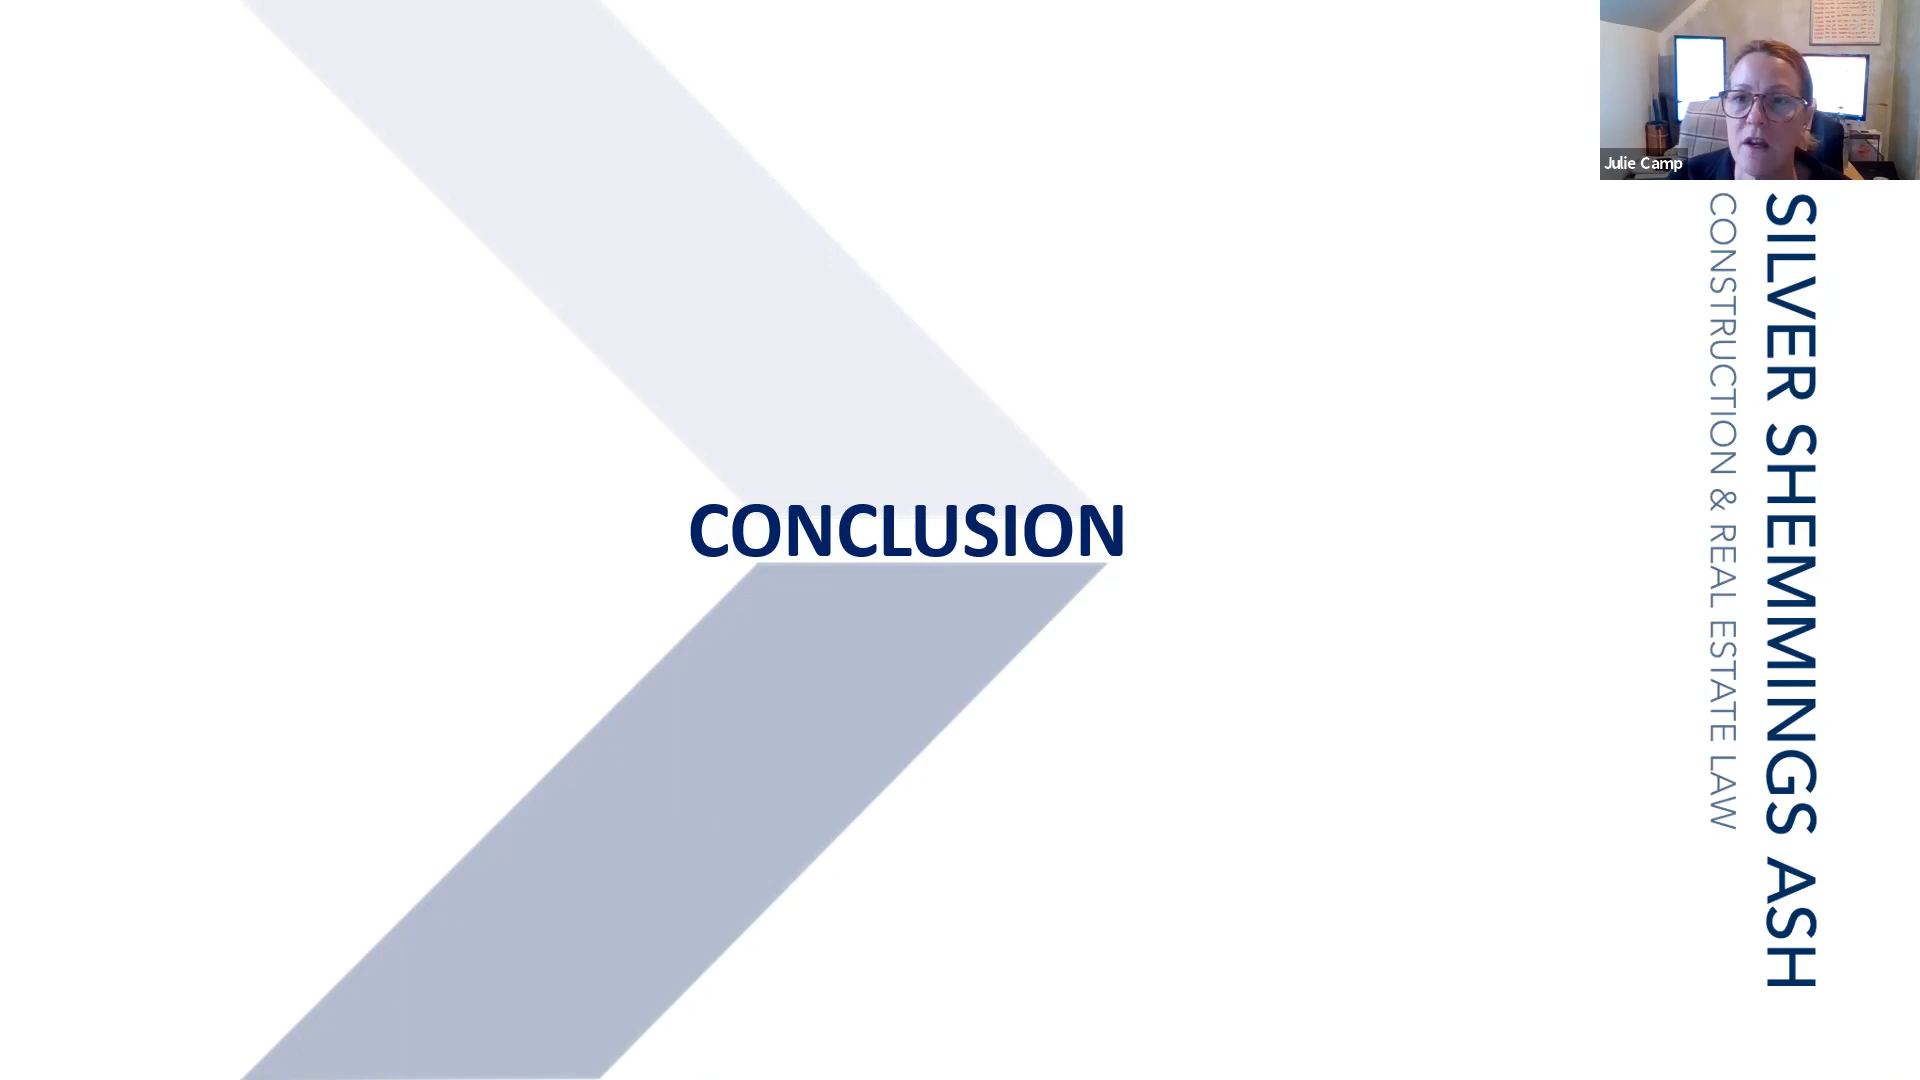 Julie Camp
CONCLUSION
SILVER SHEMMINGS ASH
CONSTRUCTION & REAL ESTATE LAW